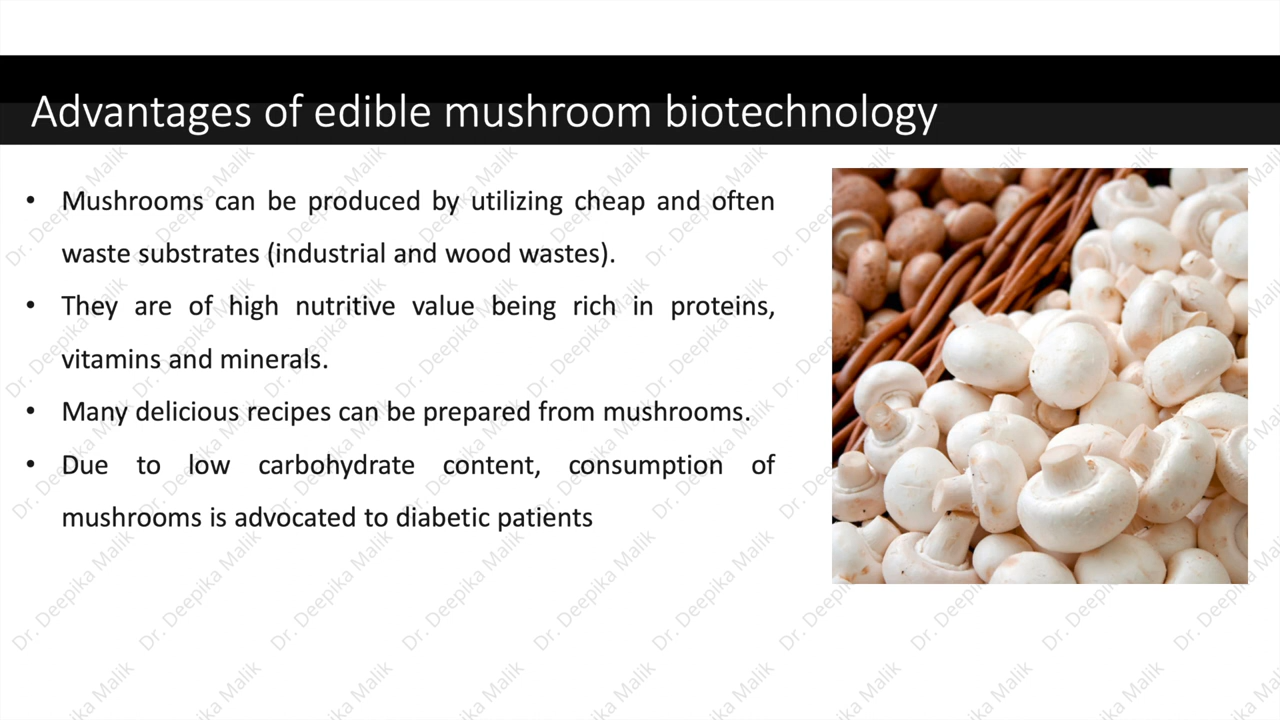 Advantages of edible mushroom biotechnology
• Mushrooms can be produced by utilizing cheap and often
waste substrates (industrial and wood wastes).
• They are of high nutritive value being rich in proteins,
vitamins and minerals.
• Many delicious recipes can be prepared from mushrooms.
• Due to low carbohydrate content, consumption of
mushrooms is advocated to diabetic patients
Dr. Deepika Malik